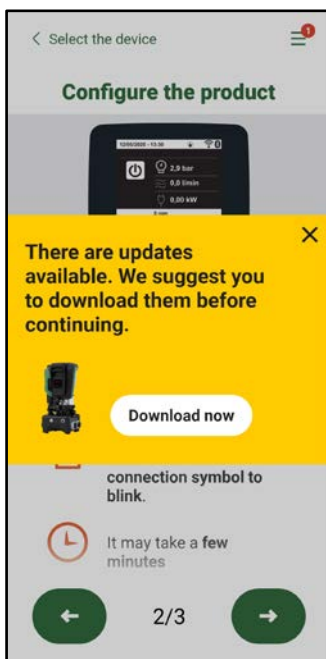 Select the device
1
Configure the product
12/05/2020 - 15:30
2,9 bar
0,0 l/min
0,00 kW
There are updates
available. We suggest you
to download them before
continuing.
Download now
connection symbol to
blink.
It may take a few
minutes
2/3